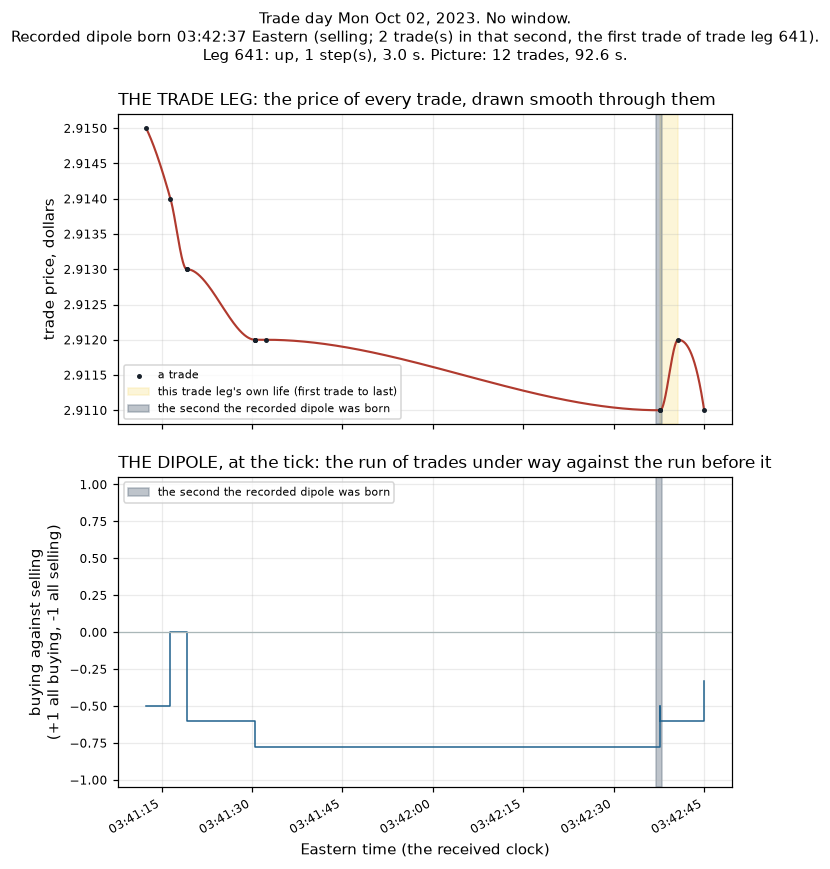 Trade day Mon Oct 02, 2023. No window.
Recorded dipole born 03:42:37 Eastern (selling; 2 trade(s) in that second, the first trade of trade leg 641).
Leg 641: up, 1 step(s), 3.0 s. Picture: 12 trades, 92.6 s.
THE TRADE LEG: the price of every trade, drawn smooth through them
trade price, dollars
2.9150
2.9145
2.9140
2.9135
2.9130
2.9125
2.9120
2.9115
2.9110
a trade
this trade leg's own life (first trade to last)
the second the recorded dipole was born
THE DIPOLE, at the tick: the run of trades under way against the run before it
buying against selling
(+1 all buying, -1 all selling)
1.00
0.75
0.50
0.25
0.00
−0.25
−0.50
−0.75
−1.00
the second the recorded dipole was born
03:41:15
03:41:30
03:41:45
03:42:00
03:42:15
03:42:30
03:42:45
Eastern time (the received clock)